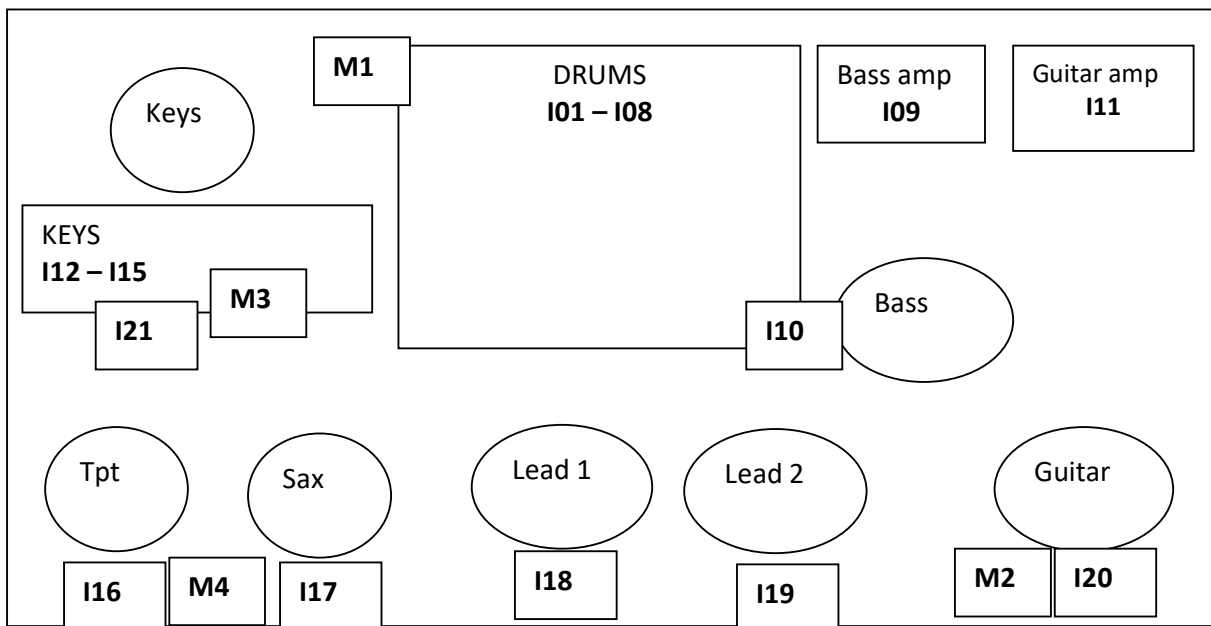 M1
DRUMS
I01 – I08
Bass amp
I09
Guitar amp
I11
Keys
KEYS
I12 – I15
M3
I21
I10
Bass
Tpt
Sax
Lead 1
Lead 2
Guitar
I16
M4
I17
I18
I19
M2
I20